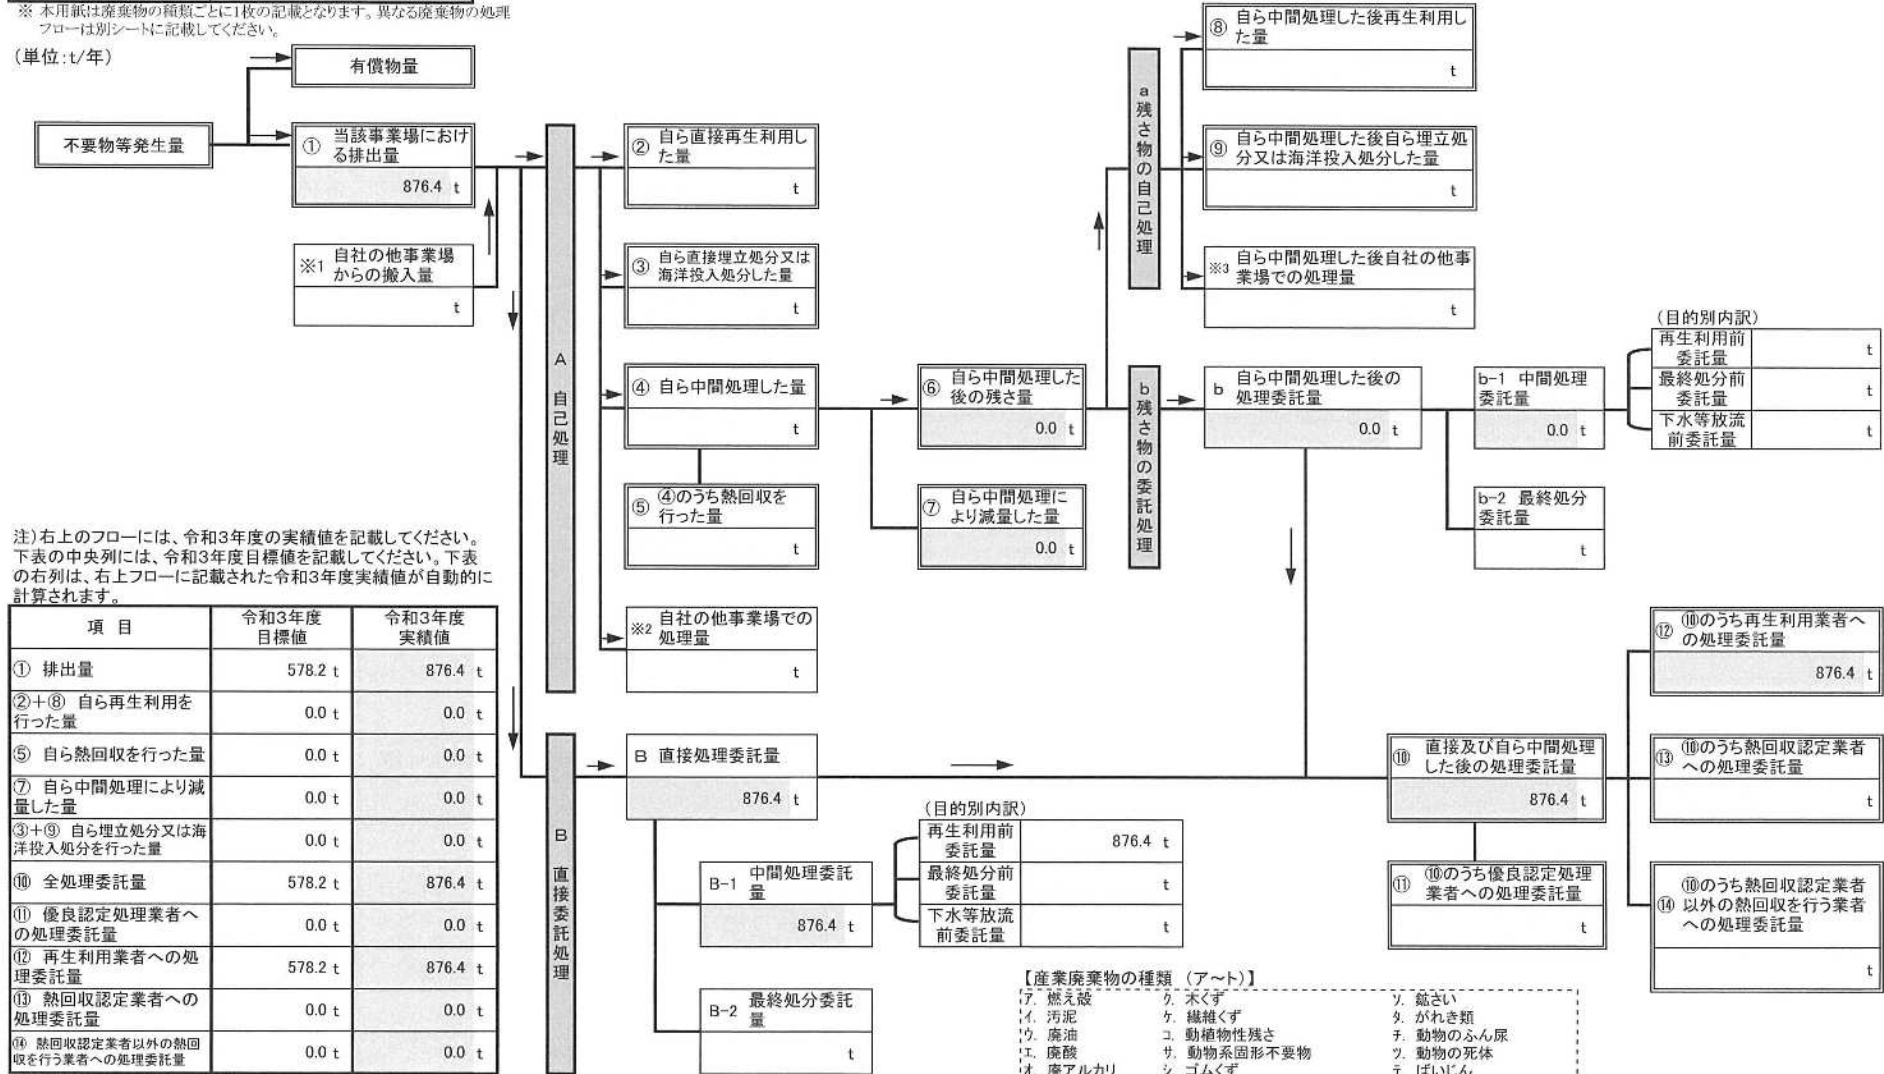 ※ 本用紙は廃棄物の種類ごとに1枚の記載となります。異なる廃棄物の処理
フローは別シートに記載してください。
(単位:t/年)
有償物量
不要物等発生量
① 当該事業場におけ
る排出量
876.4 t
※1 自社の他事業場
からの搬入量
t
A 自己処理
② 自ら直接再生利用し
た量
t
③ 自ら直接埋立処分又は
海洋投入処分した量
t
④ 自ら中間処理した量
t
⑤ ④のうち熱回収を
行った量
t
※2 自社の他事業場での
処理量
t
⑥ 自ら中間処理した
後の残さ量
0.0 t
⑦ 自ら中間処理に
より減量した量
0.0 t
a 残さ物の自己処理
⑧ 自ら中間処理した後再生利用し
た量
t
⑨ 自ら中間処理した後自ら埋立処
分又は海洋投入処分した量
t
※3 自ら中間処理した後自社の他事
業場での処理量
t
b 残さ物の委託処理
b 自ら中間処理した後の
処理委託量
0.0 t
b-1 中間処理
委託量
0.0 t
b-2 最終処分
委託量
t
(目的別内訳)
再生利用前
委託量
t
最終処分前
委託量
t
下水等放流
前委託量
t
注)右上のフローには、令和3年度の実績値を記載してください。
下表の中央列には、令和3年度目標値を記載してください。下表
の右列は、右上フローに記載された令和3年度実績値が自動的に
計算されます。
項 目
令和3年度
目標値
令和3年度
実績値
① 排出量 578.2 t 876.4 t
②+⑧ 自ら再生利用を
行った量
0.0 t 0.0 t
⑤ 自ら熱回収を行った量 0.0 t 0.0 t
⑦ 自ら中間処理により減
量した量
0.0 t 0.0 t
③+⑨ 自ら埋立処分又は海
洋投入処分を行った量
0.0 t 0.0 t
⑩ 全処理委託量 578.2 t 876.4 t
⑪ 優良認定処理業者へ
の処理委託量
0.0 t 0.0 t
⑫ 再生利用業者への処
理委託量
578.2 t 876.4 t
⑬ 熱回収認定業者への
処理委託量
0.0 t 0.0 t
⑭ 熱回収認定業者以外の熱回
収を行う業者への処理委託量
0.0 t 0.0 t
B 直接委託処理
B 直接処理委託量
876.4 t
B-1 中間処理委託
量
876.4 t
B-2 最終処分委託
量
t
(目的別内訳)
再生利用前
委託量
876.4 t
最終処分前
委託量
t
下水等放流
前委託量
t
⑩ 直接及び自ら中間処理
した後の処理委託量
876.4 t
⑪ ⑩のうち優良認定処理
業者への処理委託量
t
⑫ ⑩のうち再生利用業者へ
の処理委託量
876.4 t
⑬ ⑩のうち熱回収認定業者
への処理委託量
t
⑭ ⑩のうち熱回収認定業者
以外の熱回収を行う業者
への処理委託量
t
【産業廃棄物の種類 (ア~ト)】
ア. 燃え殻 ク. 木くず ソ. 鉱さい
イ. 汚泥 ケ. 繊維くず タ. がれき類
ウ. 廃油 コ. 動植物性残さ チ. 動物のふん尿
エ. 廃酸 サ. 動物系固形不要物 ツ. 動物の死体
オ. 廃アルカリ シ. ゴムくず テ. ばいじん